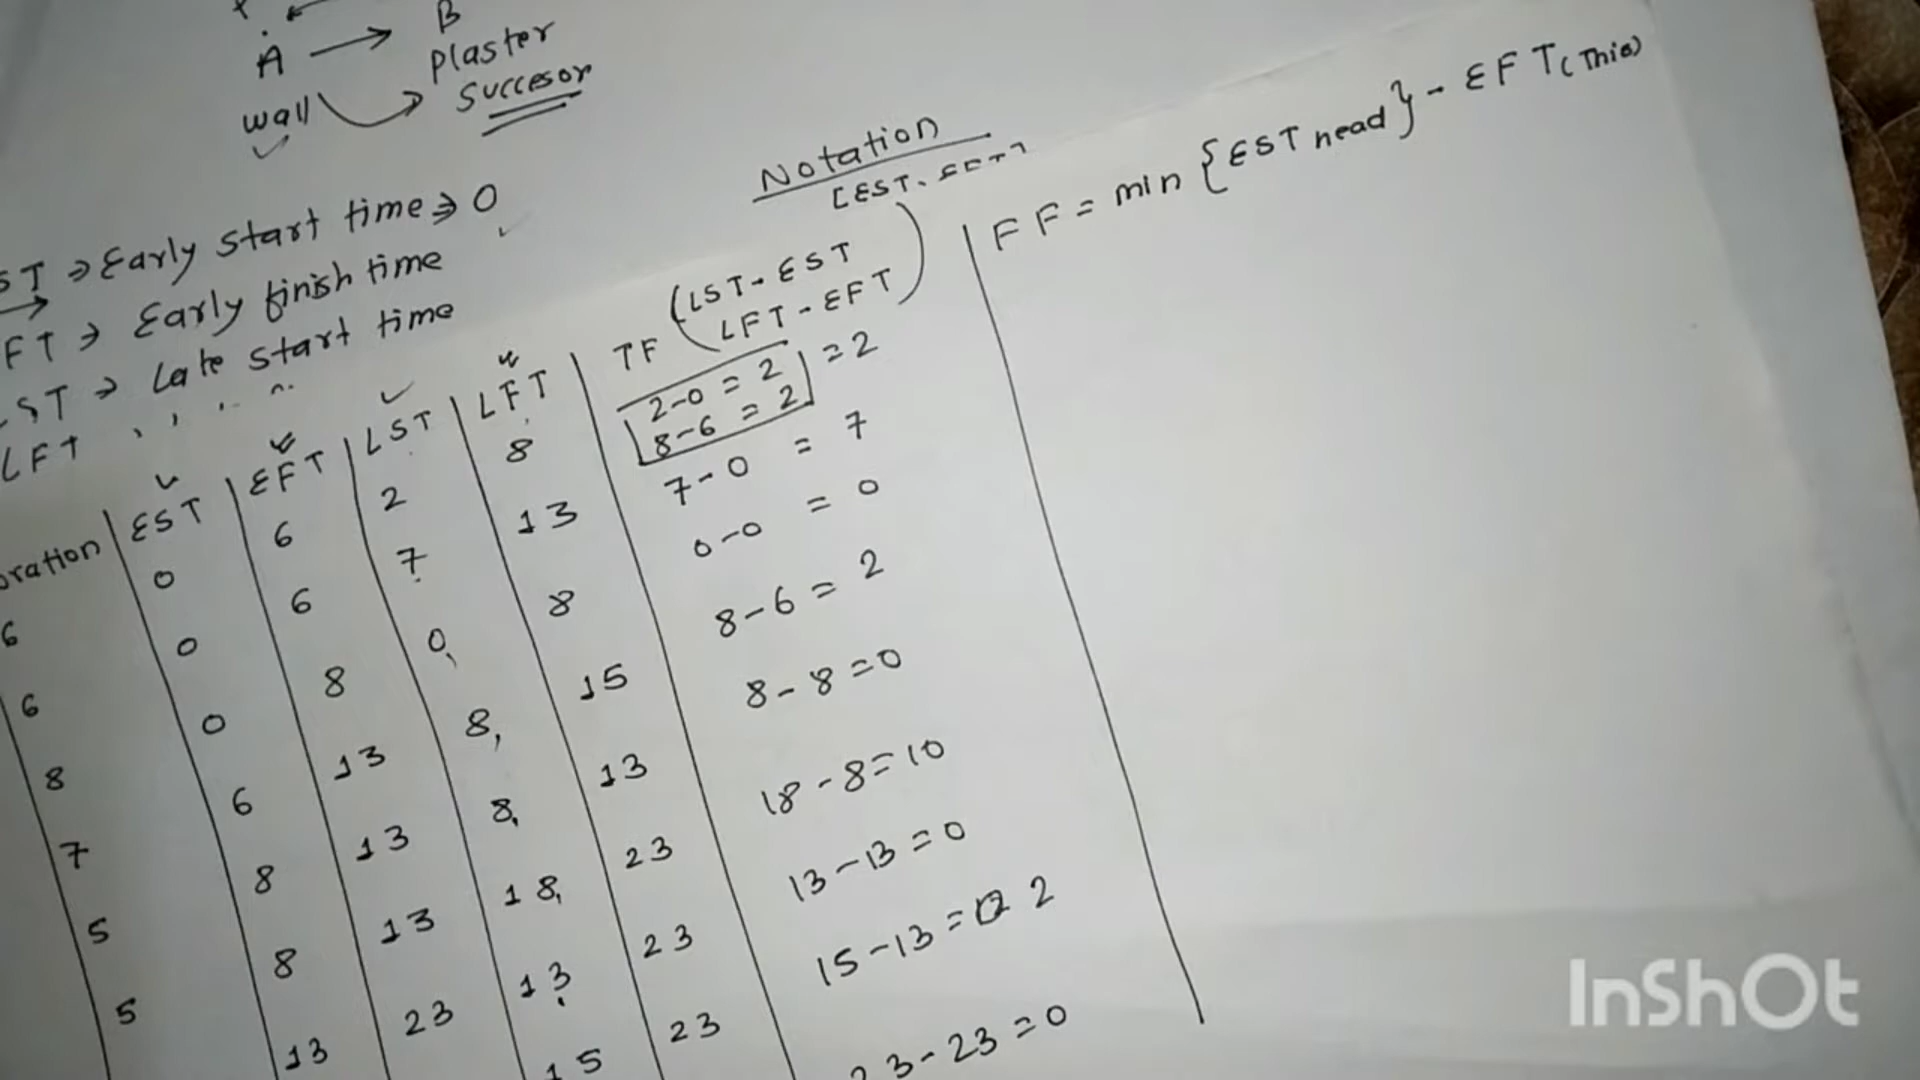 A → B
wall plaster
Succesor
Notation
ST ⇒ Early start time ⇒ 0
FT ⇒ Early finish time
ST ⇒ Late start time
LFT
oration | EST | EFT | LST | LFT | TF (LST - EST
LFT - EFT) | FF = min {EST head} - EFT (This)
6 0 6 2 8 2-0 = 2
8-6 = 2 = 2
6 0 6 7 13 7-0 = 7
8 0 8 0, 8 0-0 = 0
7 6 13 8, 15 8-6 = 2
5 8 13 8, 13 8-8=0
5 8 13 18, 23 18-8=10
13 23 13 23 13-13=0
15 23 15-13= 2
3-23=0
InShOt